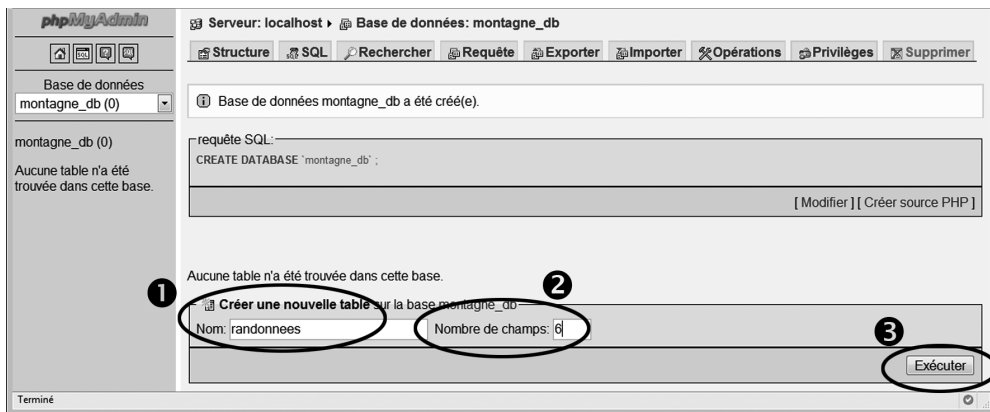 phpMyAdmin
Serveur: localhost ▸ Base de données: montagne_db
Structure SQL Rechercher Requête Exporter Importer Opérations Privilèges Supprimer
Base de données
montagne_db (0)
montagne_db (0)
Aucune table n'a été
trouvée dans cette base.
Base de données montagne_db a été créé(e).
requête SQL:
CREATE DATABASE `montagne_db` ;
[ Modifier ] [ Créer source PHP ]
Aucune table n'a été trouvée dans cette base.
1
2
Créer une nouvelle table sur la base montagne_db
Nom: randonnees Nombre de champs: 6
3
Exécuter
Terminé